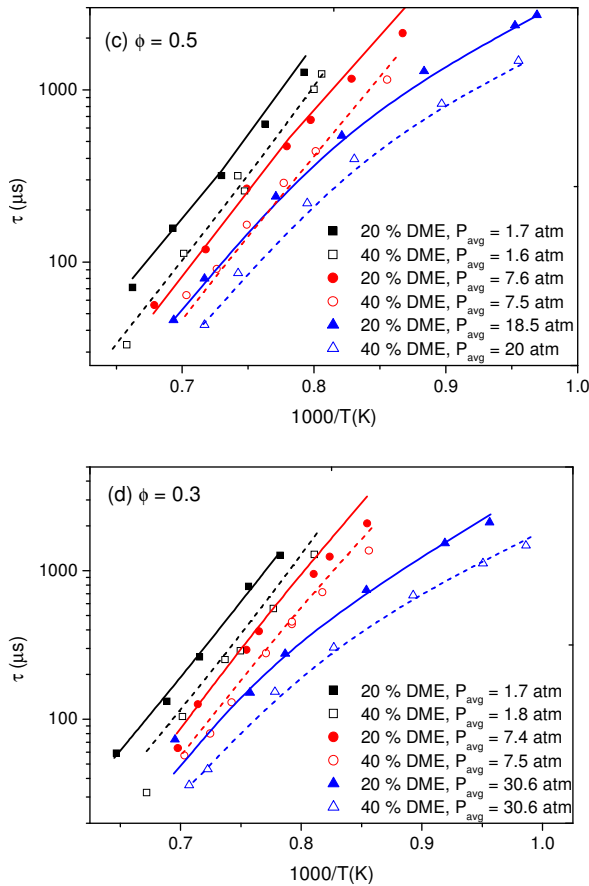 (c) ϕ = 0.5
1000
100
τ (μs)
20 % DME, Pavg = 1.7 atm
40 % DME, Pavg = 1.6 atm
20 % DME, Pavg = 7.6 atm
40 % DME, Pavg = 7.5 atm
20 % DME, Pavg = 18.5 atm
40 % DME, Pavg = 20 atm
0.7 0.8 0.9 1.0
1000/T(K)
(d) ϕ = 0.3
1000
100
τ (μs)
20 % DME, Pavg = 1.7 atm
40 % DME, Pavg = 1.8 atm
20 % DME, Pavg = 7.4 atm
40 % DME, Pavg = 7.5 atm
20 % DME, Pavg = 30.6 atm
40 % DME, Pavg = 30.6 atm
0.7 0.8 0.9 1.0
1000/T(K)